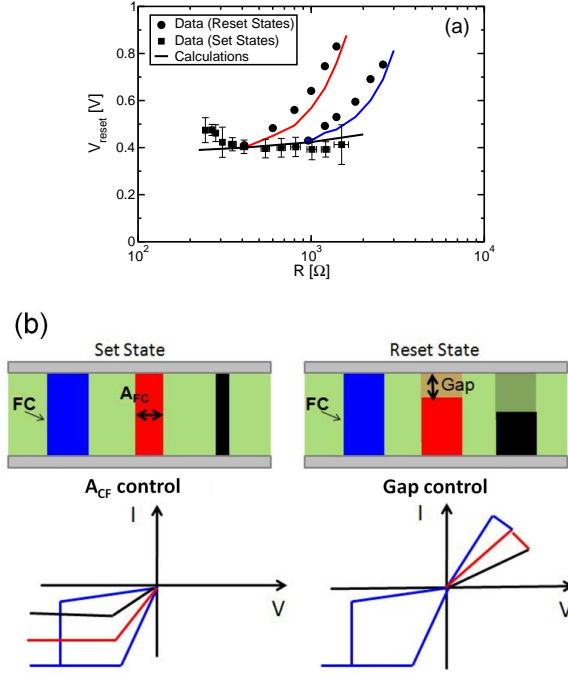 (a)
Data (Reset States)
Data (Set States)
Calculations
1
0.8
0.6
0.4
0.2
0
V_reset [V]
10^2
10^3
10^4
R [Ω]
(b)
Set State
Reset State
FC
A_FC
FC
Gap
A_CF control
Gap control
I
V
I
V